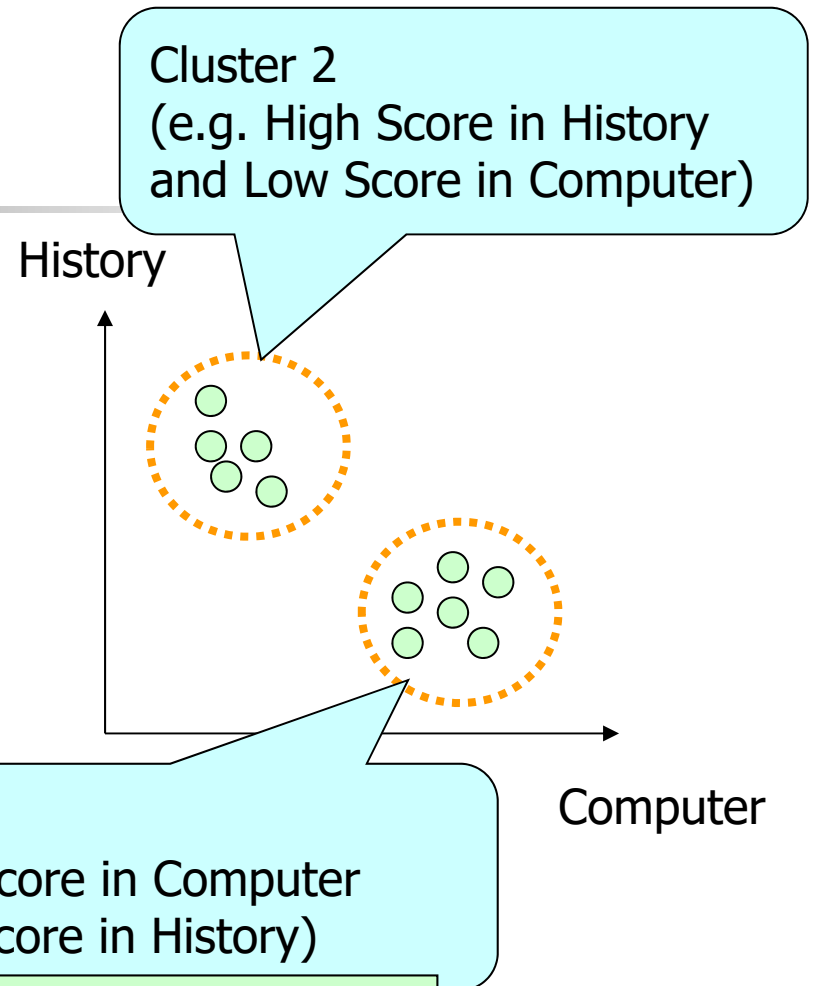 Cluster 2
(e.g. High Score in History
and Low Score in Computer)
History
Computer
core in Computer
core in History)